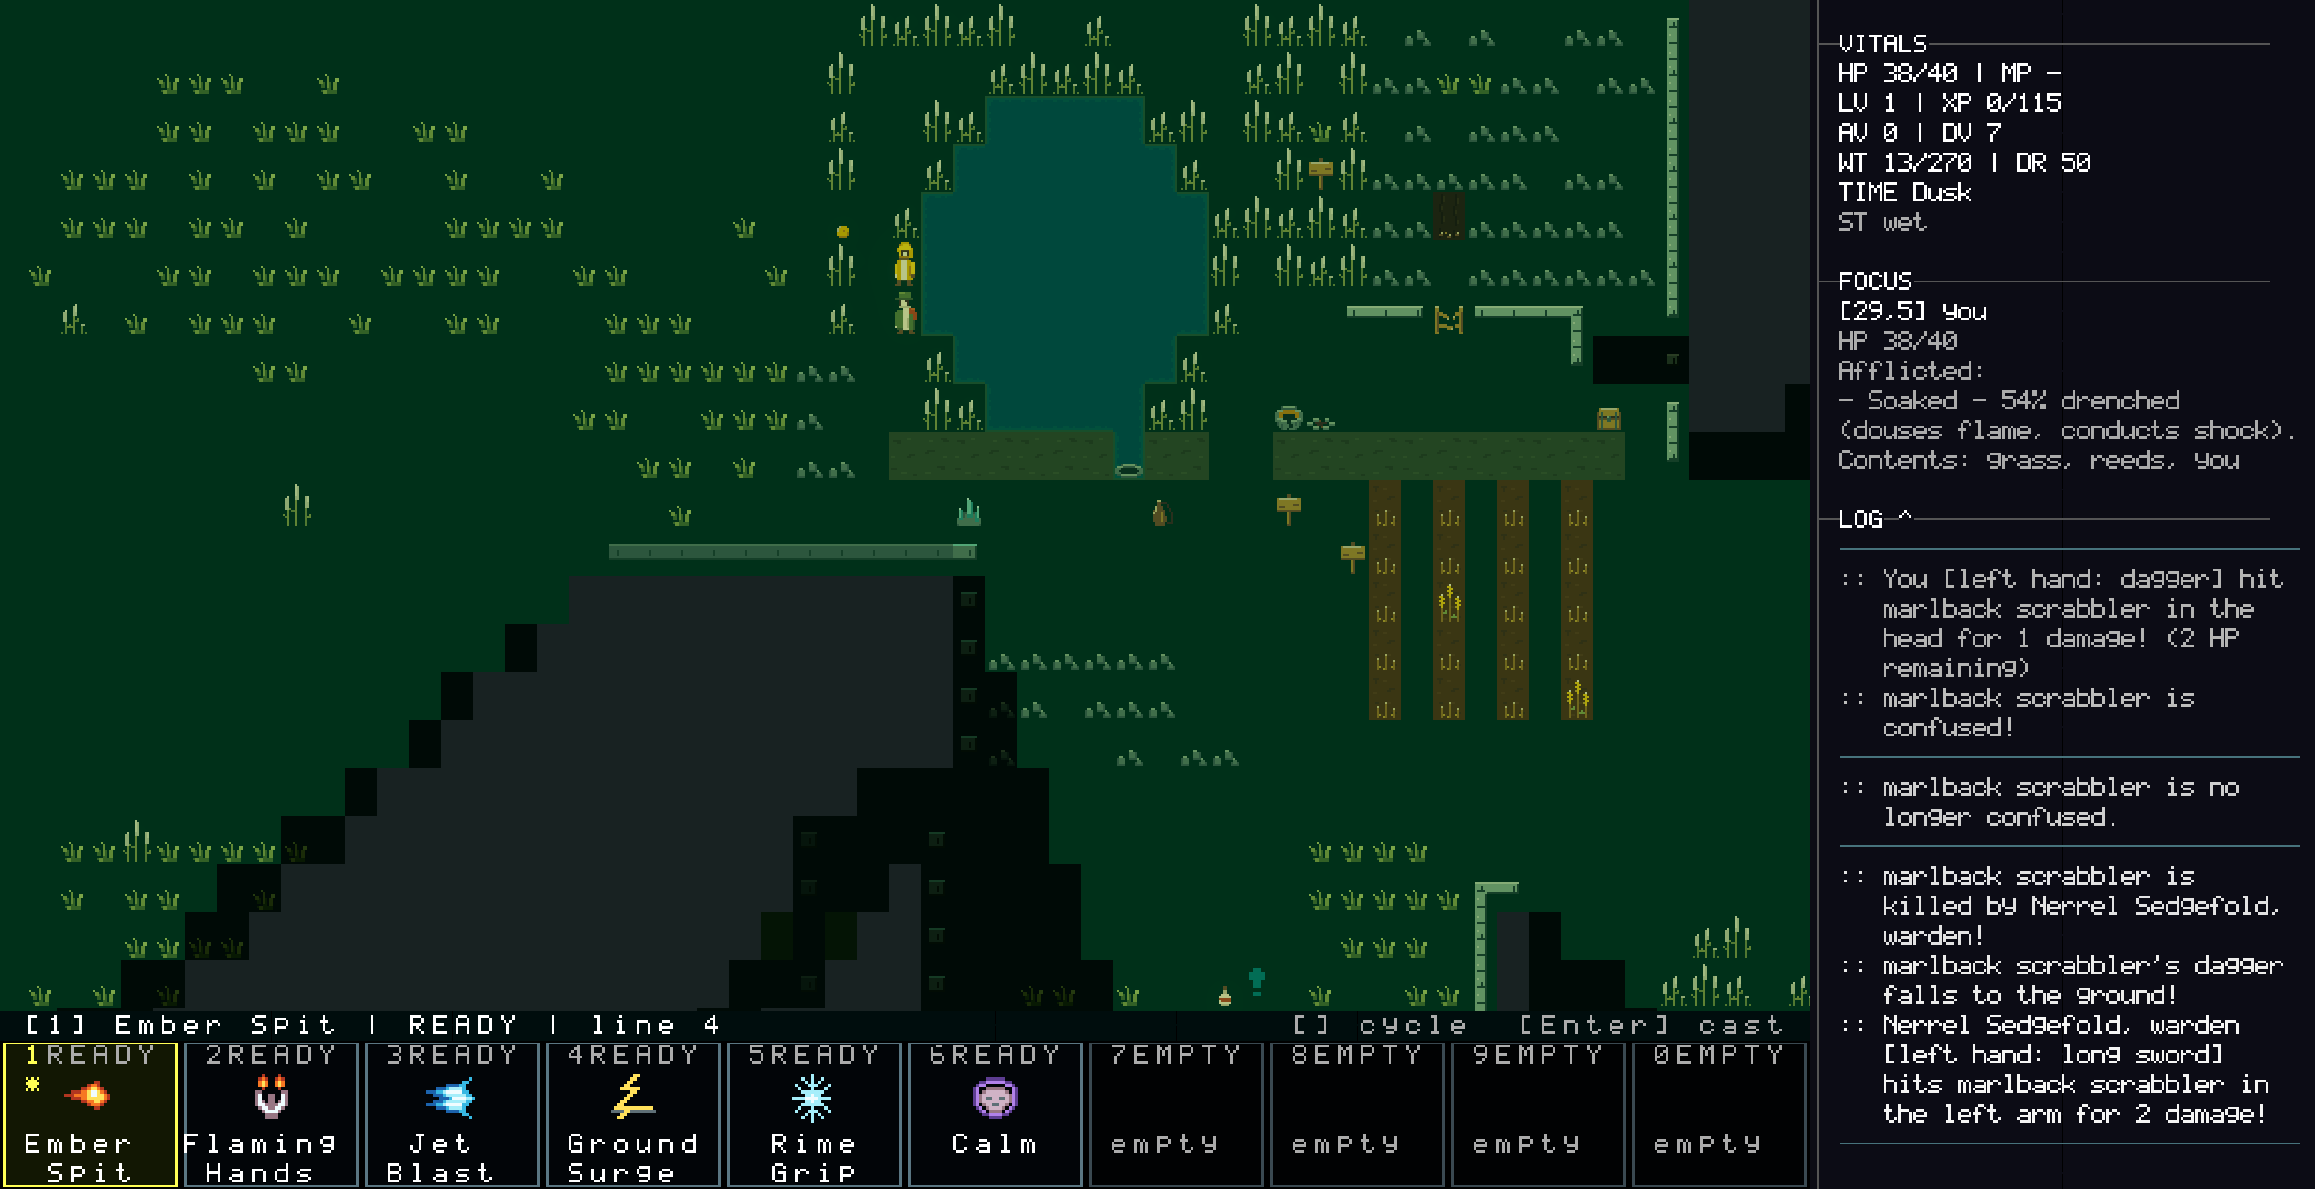 VITALS
HP 38/40 | MP -
LV 1 | XP 0/115
AV 0 | DV 7
WT 13/270 | DR 50
TIME Dusk
ST wet
FOCUS
[29,5] You
HP 38/40
Afflicted:
- Soaked - 54% drenched
(douses flame, conducts shock).
Contents: grass, reeds, you
LOG ^
:: You [left hand: dagger] hit
marlback scrabbler in the
head for 1 damage! (2 HP
remaining)
:: marlback scrabbler is
confused!
:: marlback scrabbler is no
longer confused.
:: marlback scrabbler is
killed by Nerrel Sedgefold,
warden!
:: marlback scrabbler's dagger
falls to the ground!
:: Nerrel Sedgefold, warden
[left hand: long sword]
hits marlback scrabbler in
the left arm for 2 damage!
[1] Ember Spit | READY | line 4
[] cycle [Enter] cast
1READY
* Ember
Spit
2READY
Flaming
Hands
3READY
Jet
Blast
4READY
Ground
Surge
5READY
Rime
Grip
6READY
Calm
7EMPTY
empty
8EMPTY
empty
9EMPTY
empty
0EMPTY
empty